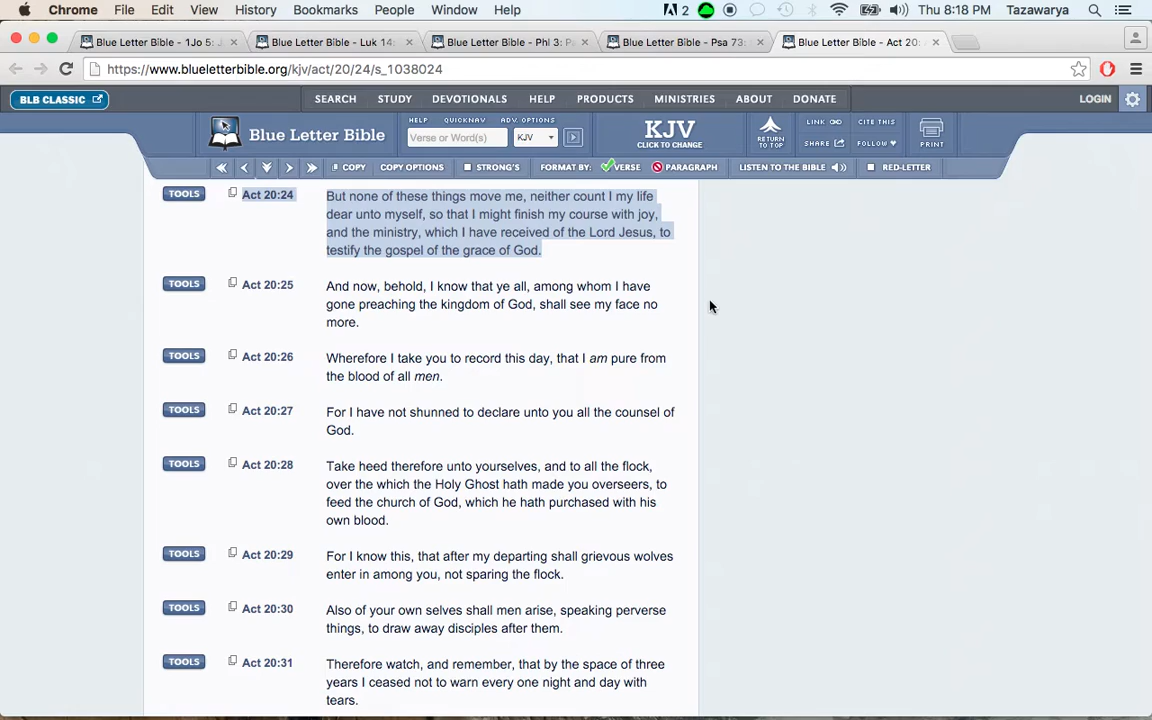 Chrome File Edit View History Bookmarks People Window Help 2 Thu 8:18 PM Tazawarya
Blue Letter Bible - 1Jo 5: Blue Letter Bible - Luk 14: Blue Letter Bible - Phl 3: Blue Letter Bible - Psa 73: Blue Letter Bible - Act 20:
https://www.blueletterbible.org/kjv/act/20/24/s_1038024
BLB CLASSIC SEARCH STUDY DEVOTIONALS HELP PRODUCTS MINISTRIES ABOUT DONATE LOGIN
HELP QUICKNAV ADV. OPTIONS
Blue Letter Bible Verse or Word(s) KJV
KJV
CLICK TO CHANGE
RETURN
TO TOP
LINK CITE THIS
SHARE FOLLOW
PRINT
COPY COPY OPTIONS STRONG'S FORMAT BY: VERSE PARAGRAPH LISTEN TO THE BIBLE RED-LETTER
TOOLS Act 20:24 But none of these things move me, neither count I my life
dear unto myself, so that I might finish my course with joy,
and the ministry, which I have received of the Lord Jesus, to
testify the gospel of the grace of God.
TOOLS Act 20:25 And now, behold, I know that ye all, among whom I have
gone preaching the kingdom of God, shall see my face no
more.
TOOLS Act 20:26 Wherefore I take you to record this day, that I am pure from
the blood of all men.
TOOLS Act 20:27 For I have not shunned to declare unto you all the counsel of
God.
TOOLS Act 20:28 Take heed therefore unto yourselves, and to all the flock,
over the which the Holy Ghost hath made you overseers, to
feed the church of God, which he hath purchased with his
own blood.
TOOLS Act 20:29 For I know this, that after my departing shall grievous wolves
enter in among you, not sparing the flock.
TOOLS Act 20:30 Also of your own selves shall men arise, speaking perverse
things, to draw away disciples after them.
TOOLS Act 20:31 Therefore watch, and remember, that by the space of three
years I ceased not to warn every one night and day with
tears.